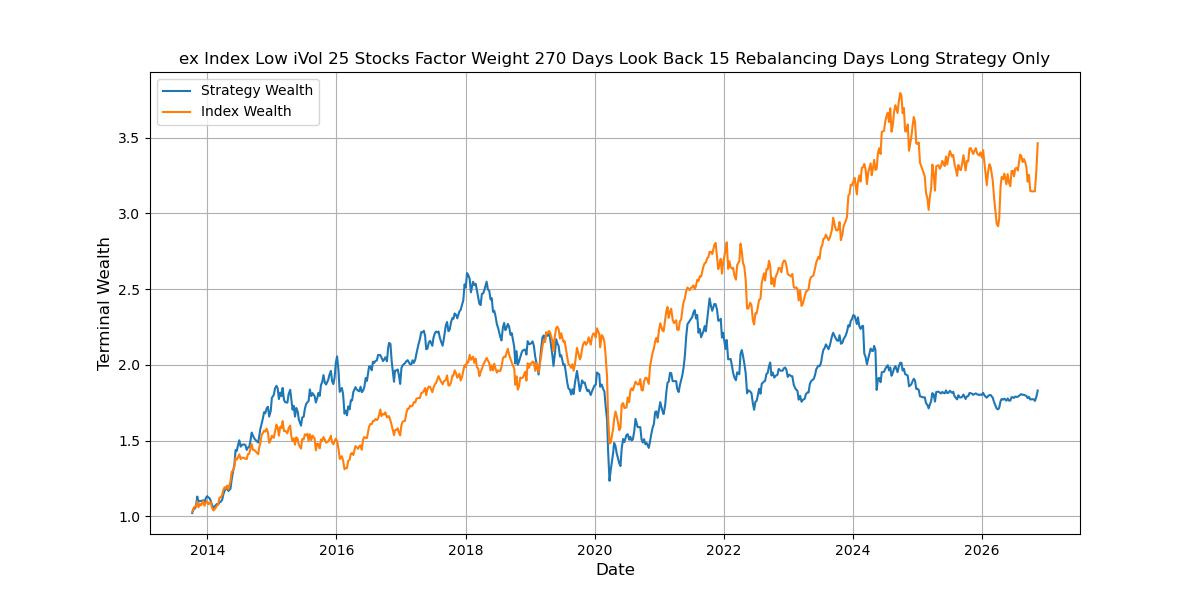 ex Index Low iVol 25 Stocks Factor Weight 270 Days Look Back 15 Rebalancing Days Long Strategy Only
Strategy Wealth
Index Wealth
Terminal Wealth
3.5
3.0
2.5
2.0
1.5
1.0
2014 2016 2018 2020 2022 2024 2026
Date